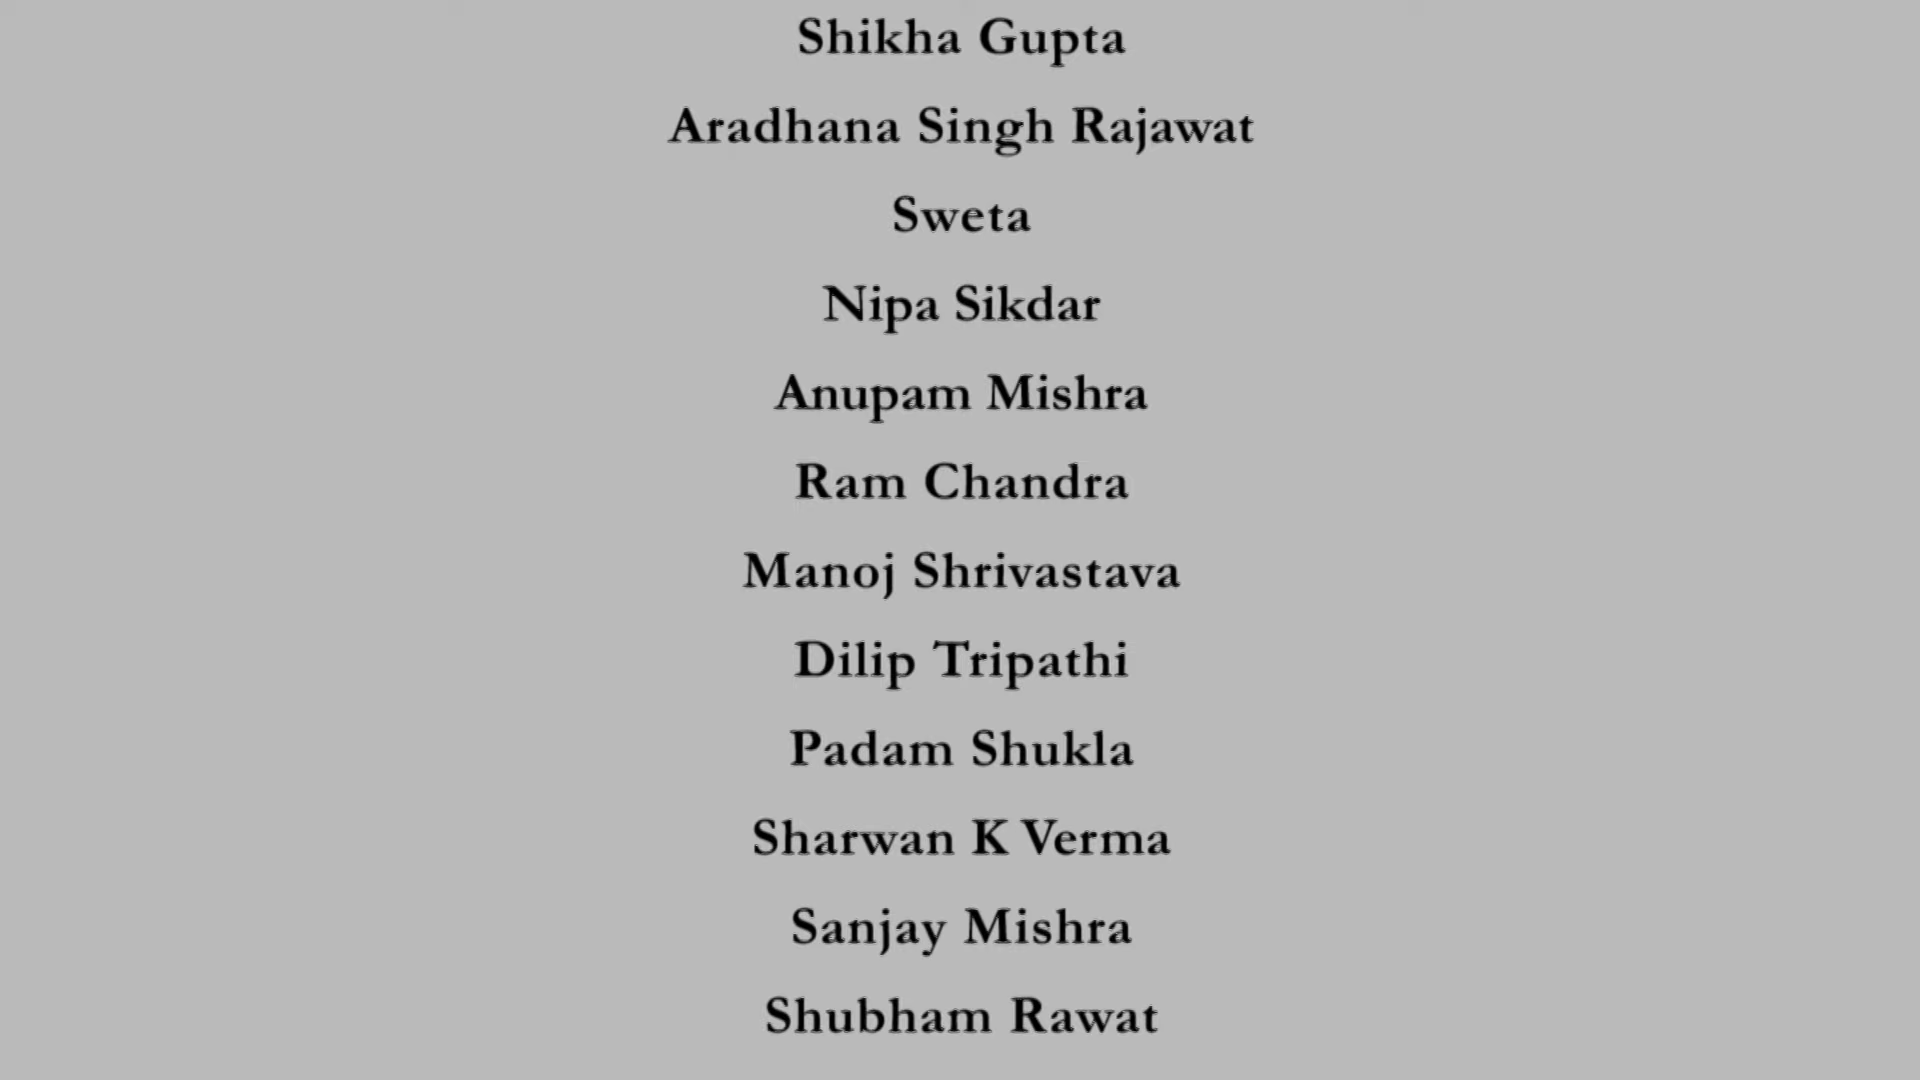 Shikha Gupta
Aradhana Singh Rajawat
Sweta
Nipa Sikdar
Anupam Mishra
Ram Chandra
Manoj Shrivastava
Dilip Tripathi
Padam Shukla
Sharwan K Verma
Sanjay Mishra
Shubham Rawat